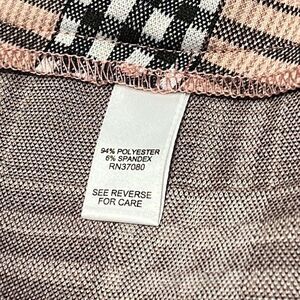 94% POLYESTER
6% SPANDEX
RN37080
SEE REVERSE
FOR CARE